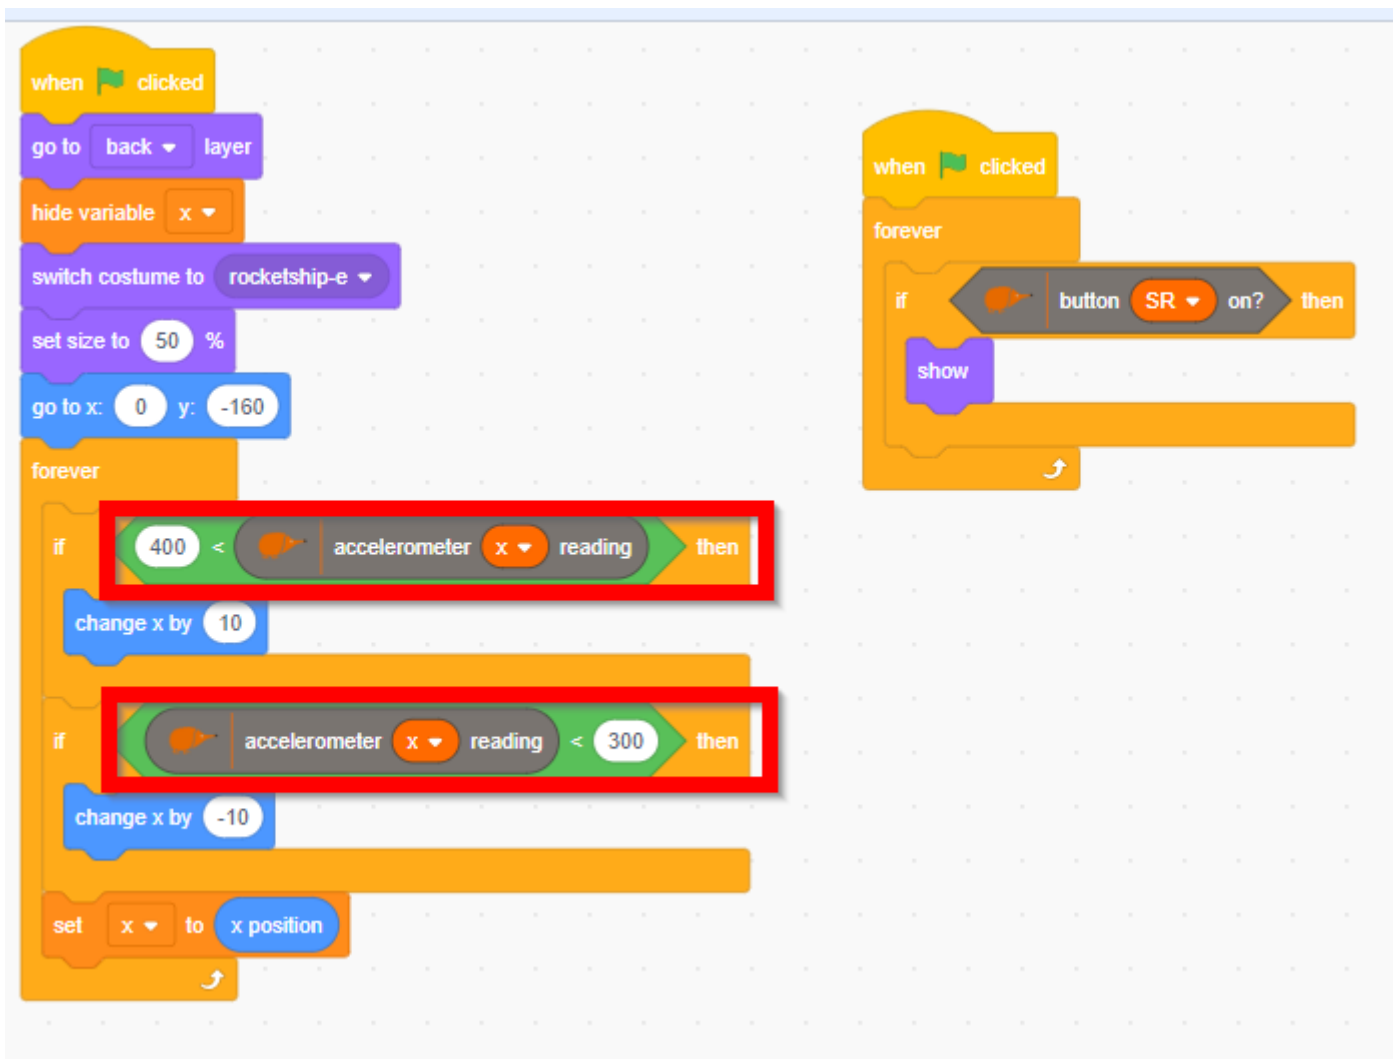 when clicked
go to back layer
hide variable x
switch costume to rocketship-e
set size to 50 %
go to x: 0 y: -160
forever
if 400 < accelerometer x reading then
change x by 10
if accelerometer x reading < 300 then
change x by -10
set x to x position
when clicked
forever
if button SR on? then
show